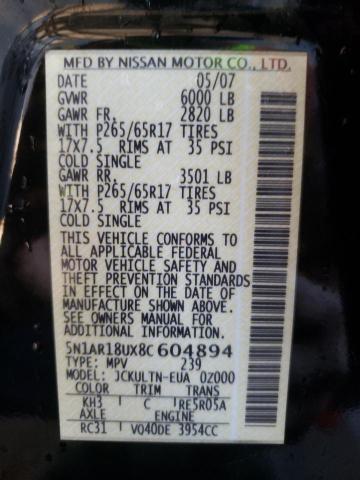 MFD BY NISSAN MOTOR CO., LTD.
DATE 05/07
GVWR 6000 LB
GAWR FR. 2820 LB
WITH P265/65R17 TIRES
17X7.5 RIMS AT 35 PSI
COLD SINGLE
GAWR RR. 3501 LB
WITH P265/65R17 TIRES
17X7.5 RIMS AT 35 PSI
COLD SINGLE
THIS VEHICLE CONFORMS TO
ALL APPLICABLE FEDERAL
MOTOR VEHICLE SAFETY AND
THEFT PREVENTION STANDARDS
IN EFFECT ON THE DATE OF
MANUFACTURE SHOWN ABOVE.
SEE OWNERS MANUAL FOR
ADDITIONAL INFORMATION.
5N1AR18UX8C 604894
TYPE: MPV 239
MODEL: JCKULTN-EUA 0Z000
COLOR TRIM TRANS
KH3 C RE5R05A
AXLE ENGINE
RC31 VQ40DE 3954CC